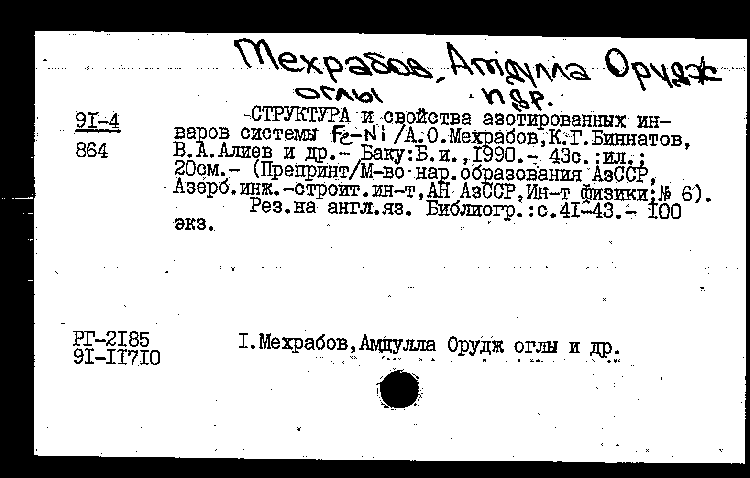 Мехрабов, Амдулла Орудж
оглы и др.
91-4
864
-СТРУКТУРА и свойства азотированных ин-
варов системы Fe-Ni /А.О.Мехрабов,К.Г.Биннатов,
В.А.Алиев и др.- Баку:Б.и.,1990.- 43с.:ил.;
20см.- (Препринт/М-во нар.образования АзССР,
Азерб.инж.-строит.ин-т,АН АзССР,Ин-т физики;№ 6).
Рез.на англ.яз. Библиогр.:с.41-43.- 100
экз.
РГ-2185
91-11710
1.Мехрабов,Амдулла Орудж оглы и др.